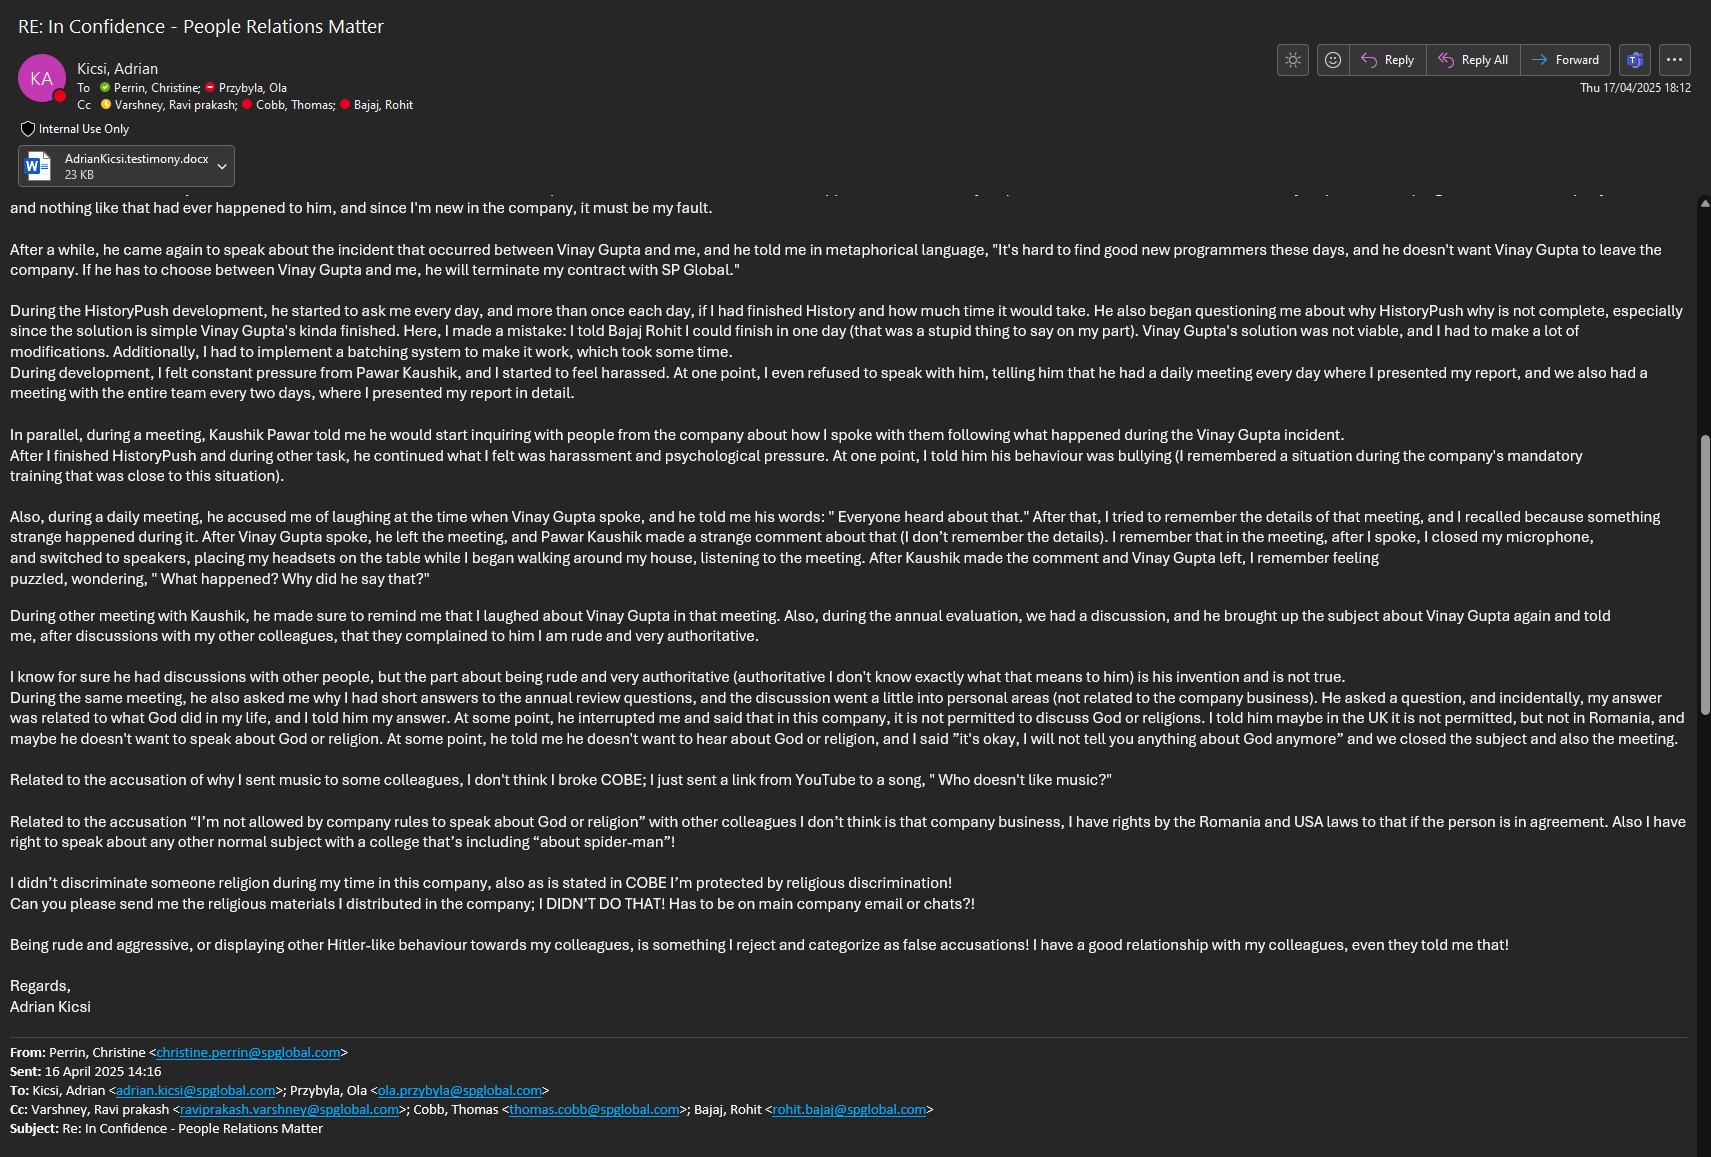 RE: In Confidence - People Relations Matter
KA
Kicsi, Adrian
To Perrin, Christine; Przybyla, Ola
Cc Varshney, Ravi prakash; Cobb, Thomas; Bajaj, Rohit
Reply
Reply All
Forward
Thu 17/04/2025 18:12
Internal Use Only
AdrianKicsi.testimony.docx
23 KB
and nothing like that had ever happened to him, and since I'm new in the company, it must be my fault.
After a while, he came again to speak about the incident that occurred between Vinay Gupta and me, and he told me in metaphorical language, "It's hard to find good new programmers these days, and he doesn't want Vinay Gupta to leave the
company. If he has to choose between Vinay Gupta and me, he will terminate my contract with SP Global."
During the HistoryPush development, he started to ask me every day, and more than once each day, if I had finished History and how much time it would take. He also began questioning me about why HistoryPush why is not complete, especially
since the solution is simple Vinay Gupta's kinda finished. Here, I made a mistake: I told Bajaj Rohit I could finish in one day (that was a stupid thing to say on my part). Vinay Gupta's solution was not viable, and I had to make a lot of
modifications. Additionally, I had to implement a batching system to make it work, which took some time.
During development, I felt constant pressure from Pawar Kaushik, and I started to feel harassed. At one point, I even refused to speak with him, telling him that he had a daily meeting every day where I presented my report, and we also had a
meeting with the entire team every two days, where I presented my report in detail.
In parallel, during a meeting, Kaushik Pawar told me he would start inquiring with people from the company about how I spoke with them following what happened during the Vinay Gupta incident.
After I finished HistoryPush and during other task, he continued what I felt was harassment and psychological pressure. At one point, I told him his behaviour was bullying (I remembered a situation during the company's mandatory
training that was close to this situation).
Also, during a daily meeting, he accused me of laughing at the time when Vinay Gupta spoke, and he told me his words: " Everyone heard about that." After that, I tried to remember the details of that meeting, and I recalled because something
strange happened during it. After Vinay Gupta spoke, he left the meeting, and Pawar Kaushik made a strange comment about that (I don't remember the details). I remember that in the meeting, after I spoke, I closed my microphone,
and switched to speakers, placing my headsets on the table while I began walking around my house, listening to the meeting. After Kaushik made the comment and Vinay Gupta left, I remember feeling
puzzled, wondering, " What happened? Why did he say that?"
During other meeting with Kaushik, he made sure to remind me that I laughed about Vinay Gupta in that meeting. Also, during the annual evaluation, we had a discussion, and he brought up the subject about Vinay Gupta again and told
me, after discussions with my other colleagues, that they complained to him I am rude and very authoritative.
I know for sure he had discussions with other people, but the part about being rude and very authoritative (authoritative I don't know exactly what that means to him) is his invention and is not true.
During the same meeting, he also asked me why I had short answers to the annual review questions, and the discussion went a little into personal areas (not related to the company business). He asked a question, and incidentally, my answer
was related to what God did in my life, and I told him my answer. At some point, he interrupted me and said that in this company, it is not permitted to discuss God or religions. I told him maybe in the UK it is not permitted, but not in Romania, and
maybe he doesn't want to speak about God or religion. At some point, he told me he doesn't want to hear about God or religion, and I said ”it's okay, I will not tell you anything about God anymore” and we closed the subject and also the meeting.
Related to the accusation of why I sent music to some colleagues, I don't think I broke COBE; I just sent a link from YouTube to a song, " Who doesn't like music?"
Related to the accusation “I’m not allowed by company rules to speak about God or religion” with other colleagues I don’t think is that company business, I have rights by the Romania and USA laws to that if the person is in agreement. Also I have
right to speak about any other normal subject with a college that’s including “about spider-man”!
I didn’t discriminate someone religion during my time in this company, also as is stated in COBE I’m protected by religious discrimination!
Can you please send me the religious materials I distributed in the company; I DIDN’T DO THAT! Has to be on main company email or chats?!
Being rude and aggressive, or displaying other Hitler-like behaviour towards my colleagues, is something I reject and categorize as false accusations! I have a good relationship with my colleagues, even they told me that!
Regards,
Adrian Kicsi
From: Perrin, Christine <christine.perrin@spglobal.com>
Sent: 16 April 2025 14:16
To: Kicsi, Adrian <adrian.kicsi@spglobal.com>; Przybyla, Ola <ola.przybyla@spglobal.com>
Cc: Varshney, Ravi prakash <raviprakash.varshney@spglobal.com>; Cobb, Thomas <thomas.cobb@spglobal.com>; Bajaj, Rohit <rohit.bajaj@spglobal.com>
Subject: Re: In Confidence - People Relations Matter